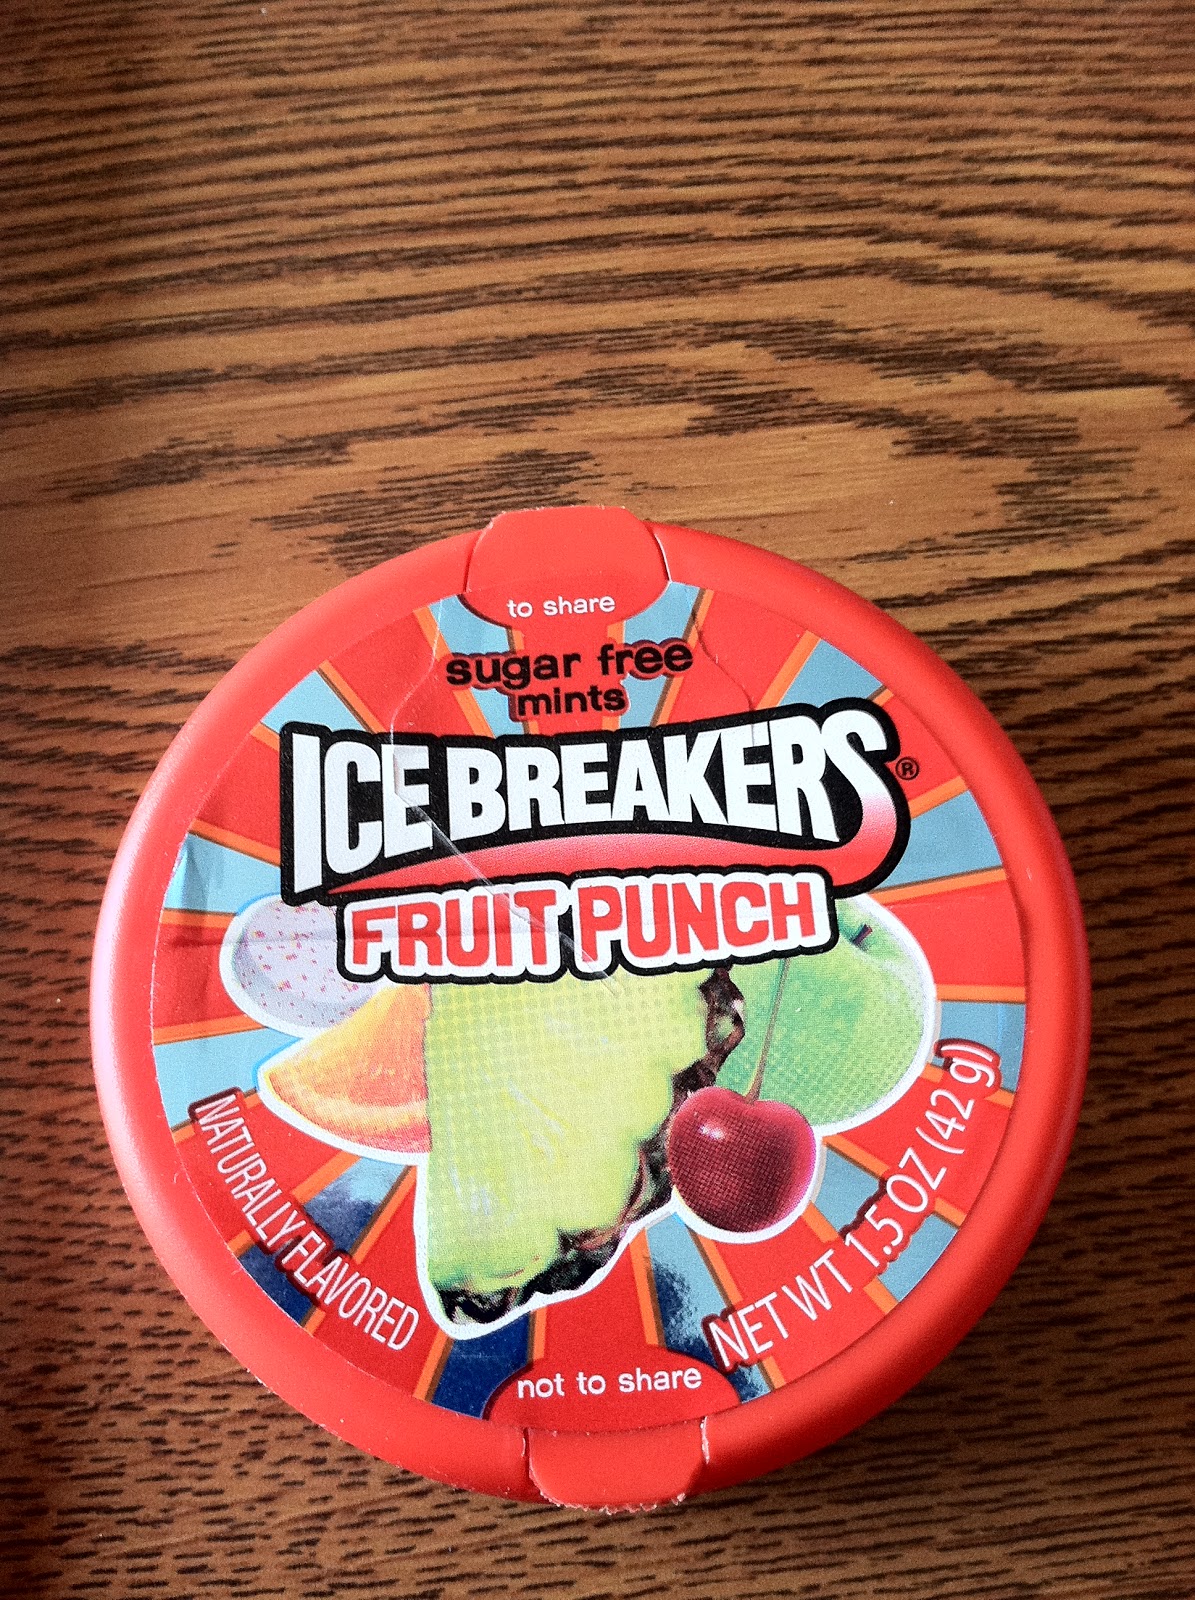 to share
sugar free
mints
ICE BREAKERS®
FRUIT PUNCH
NATURALLY FLAVORED
NET WT 1.5 OZ (42 g)
not to share